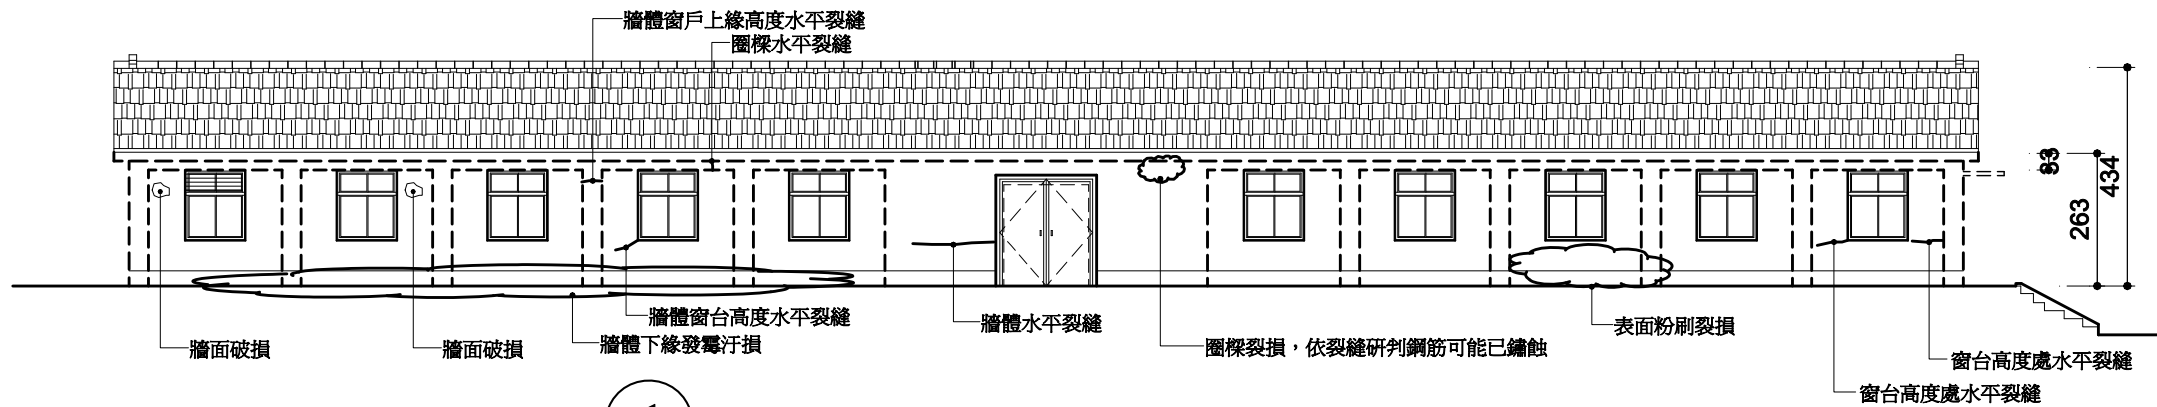 牆體窗戶上緣高度水平裂縫
圈樑水平裂縫
33
434
263
牆體窗台高度水平裂縫
牆體水平裂縫
表面粉刷裂損
牆面破損
牆面破損
牆體下緣發霉汙損
圈樑裂損，依裂縫研判鋼筋可能已鏽蝕
窗台高度處水平裂縫
窗台高度處水平裂縫